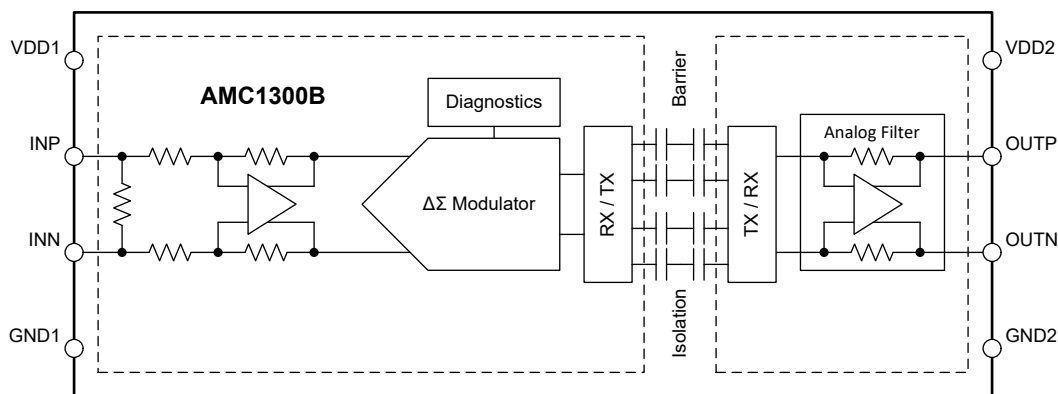 VDD1
VDD2
AMC1300B
Diagnostics
Barrier
Analog Filter
INP
OUTP
ΔΣ Modulator
RX / TX
TX / RX
INN
OUTN
Isolation
GND1
GND2